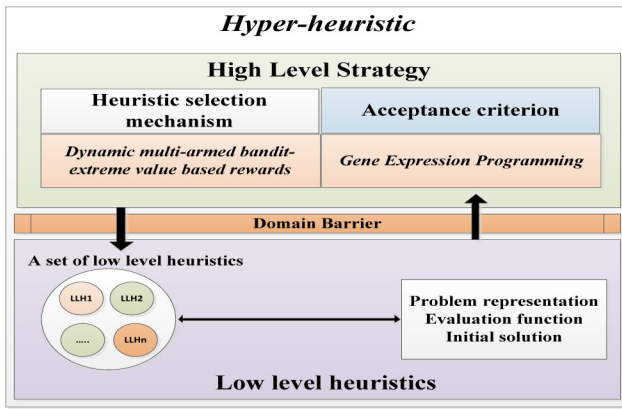 Hyper-heuristic
High Level Strategy
Heuristic selection
mechanism
Acceptance criterion
Dynamic multi-armed bandit-
extreme value based rewards
Gene Expression Programming
Domain Barrier
A set of low level heuristics
LLH1
LLH2
.....
LLHn
Problem representation
Evaluation function
Initial solution
Low level heuristics